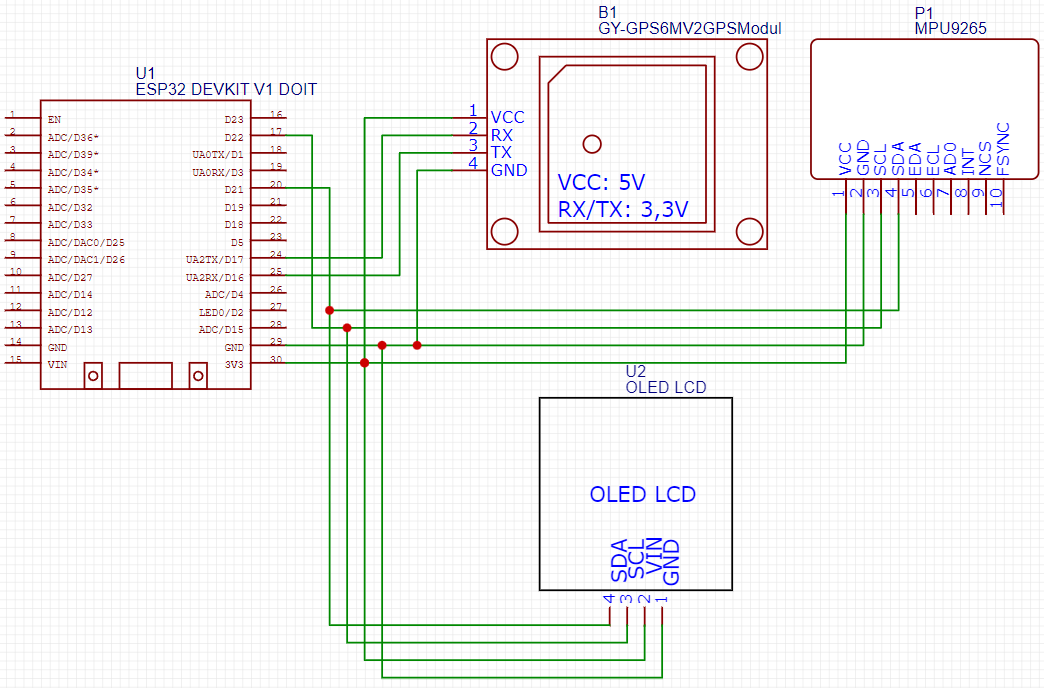 U1
ESP32 DEVKIT V1 DOIT
1 EN
2 ADC/D36*
3 ADC/D39*
4 ADC/D34*
5 ADC/D35*
6 ADC/D32
7 ADC/D33
8 ADC/DAC0/D25
9 ADC/DAC1/D26
10 ADC/D27
11 ADC/D14
12 ADC/D12
13 ADC/D13
14 GND
15 VIN
D23 16
D22 17
UA0TX/D1 18
UA0RX/D3 19
D21 20
D19 21
D18 22
D5 23
UA2TX/D17 24
UA2RX/D16 25
ADC/D4 26
LED0/D2 27
ADC/D15 28
GND 29
3V3 30
B1
GY-GPS6MV2GPSModul
1 VCC
2 RX
3 TX
4 GND
VCC: 5V
RX/TX: 3,3V
P1
MPU9265
VCC 1
GND 2
SCL 3
SDA 4
EDA 5
ECL 6
AD0 7
INT 8
NCS 9
FSYNC 10
U2
OLED LCD
OLED LCD
SDA 4
SCL 3
VIN 2
GND 1